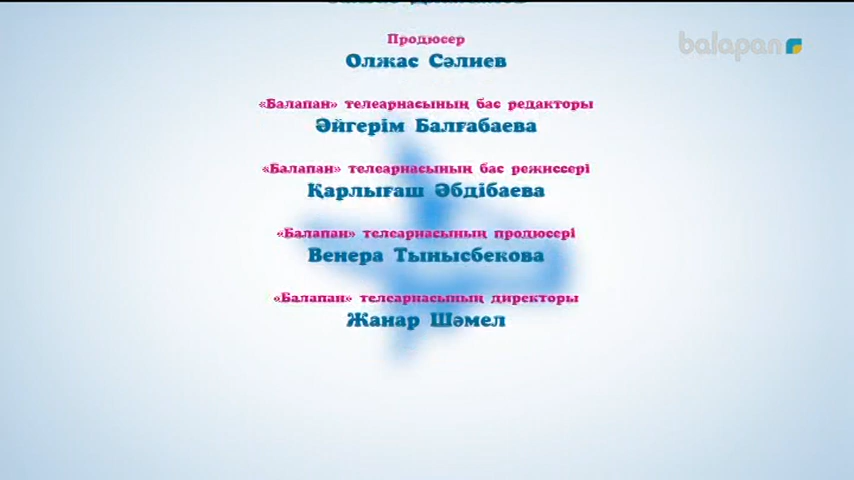 balapan
Продюсер
Олжас Сәлиев
«Балапан» телеарнасының бас редакторы
Әйгерім Балғабаева
«Балапан» телеарнасының бас режиссері
Қарлығаш Әбдібаева
«Балапан» телеарнасының продюсері
Венера Тынысбекова
«Балапан» телеарнасының директоры
Жанар Шәмел